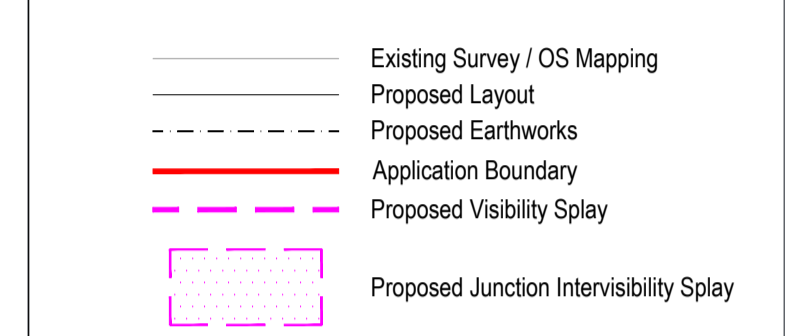 Existing Survey / OS Mapping
Proposed Layout
Proposed Earthworks
Application Boundary
Proposed Visibility Splay
Proposed Junction Intervisibility Splay